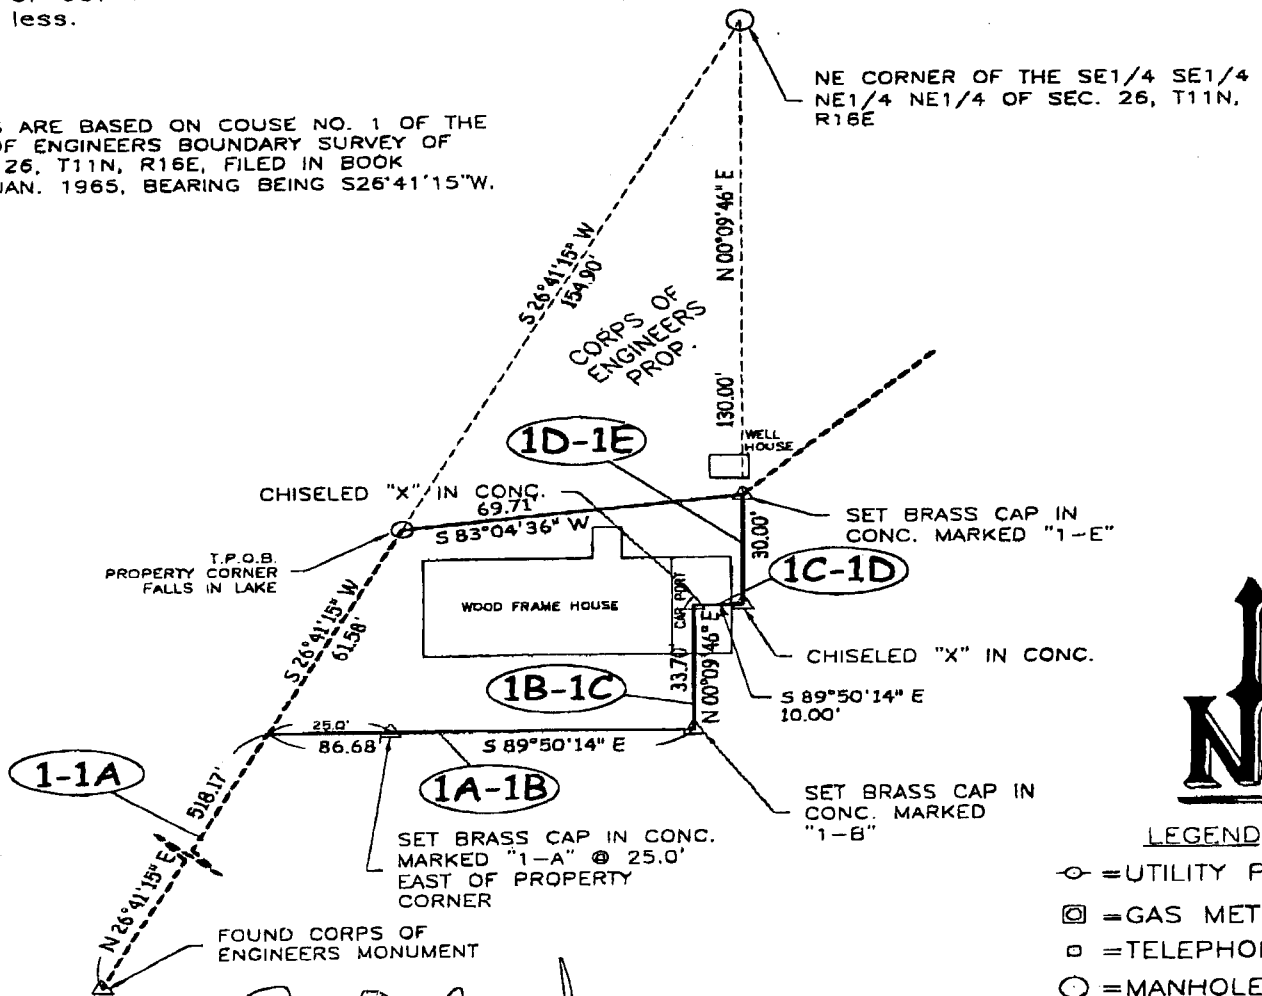 less.
NE CORNER OF THE SE1/4 SE1/4
NE1/4 NE1/4 OF SEC. 26, T11N,
R16E
ARE BASED ON COUSE NO. 1 OF THE
OF ENGINEERS BOUNDARY SURVEY OF
26, T11N, R16E, FILED IN BOOK
JAN. 1965, BEARING BEING S26°41'15"W.
S 26°41'15" W
154.90'
N 00°09'46" E
130.00'
CORPS OF
ENGINEERS
PROP.
1D-1E
WELL
HOUSE
CHISELED "X" IN CONC.
69.71'
S 83°04'36" W
SET BRASS CAP IN
CONC. MARKED "1-E"
30.00'
T.P.O.B.
PROPERTY CORNER
FALLS IN LAKE
1C-1D
WOOD FRAME HOUSE
CAR PORT
S 26°41'15" W
61.58'
CHISELED "X" IN CONC.
1B-1C
33.70'
N 00°09'46" E
S 89°50'14" E
10.00'
25.0'
86.68'
S 89°50'14" E
1-1A
518.17'
1A-1B
SET BRASS CAP IN
CONC. MARKED
"1-B"
SET BRASS CAP IN CONC.
MARKED "1-A" @ 25.0'
EAST OF PROPERTY
CORNER
N 26°41'15" E
FOUND CORPS OF
ENGINEERS MONUMENT
N
LEGEND
=UTILITY P
=GAS MET
=TELEPHO
=MANHOLE